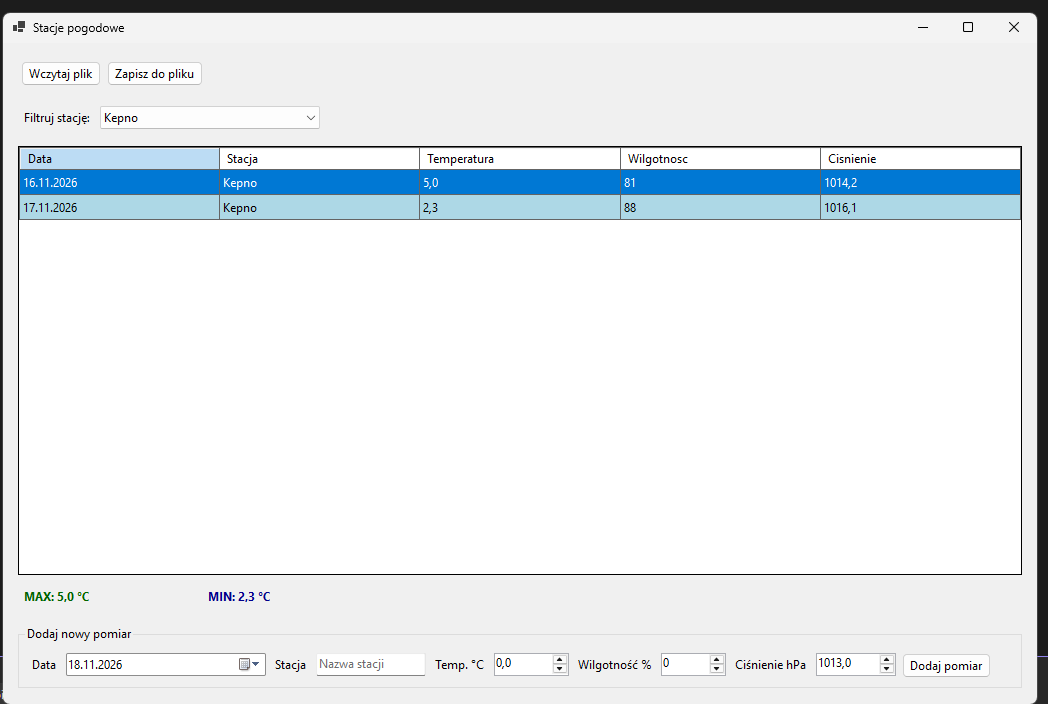 Stacje pogodowe
Wczytaj plik Zapisz do pliku
Filtruj stację: Kepno
Data Stacja Temperatura Wilgotnosc Cisnienie
16.11.2026 Kepno 5,0 81 1014,2
17.11.2026 Kepno 2,3 88 1016,1
MAX: 5,0 °C MIN: 2,3 °C
Dodaj nowy pomiar
Data 18.11.2026 Stacja Nazwa stacji Temp. °C 0,0 Wilgotność % 0 Ciśnienie hPa 1013,0 Dodaj pomiar